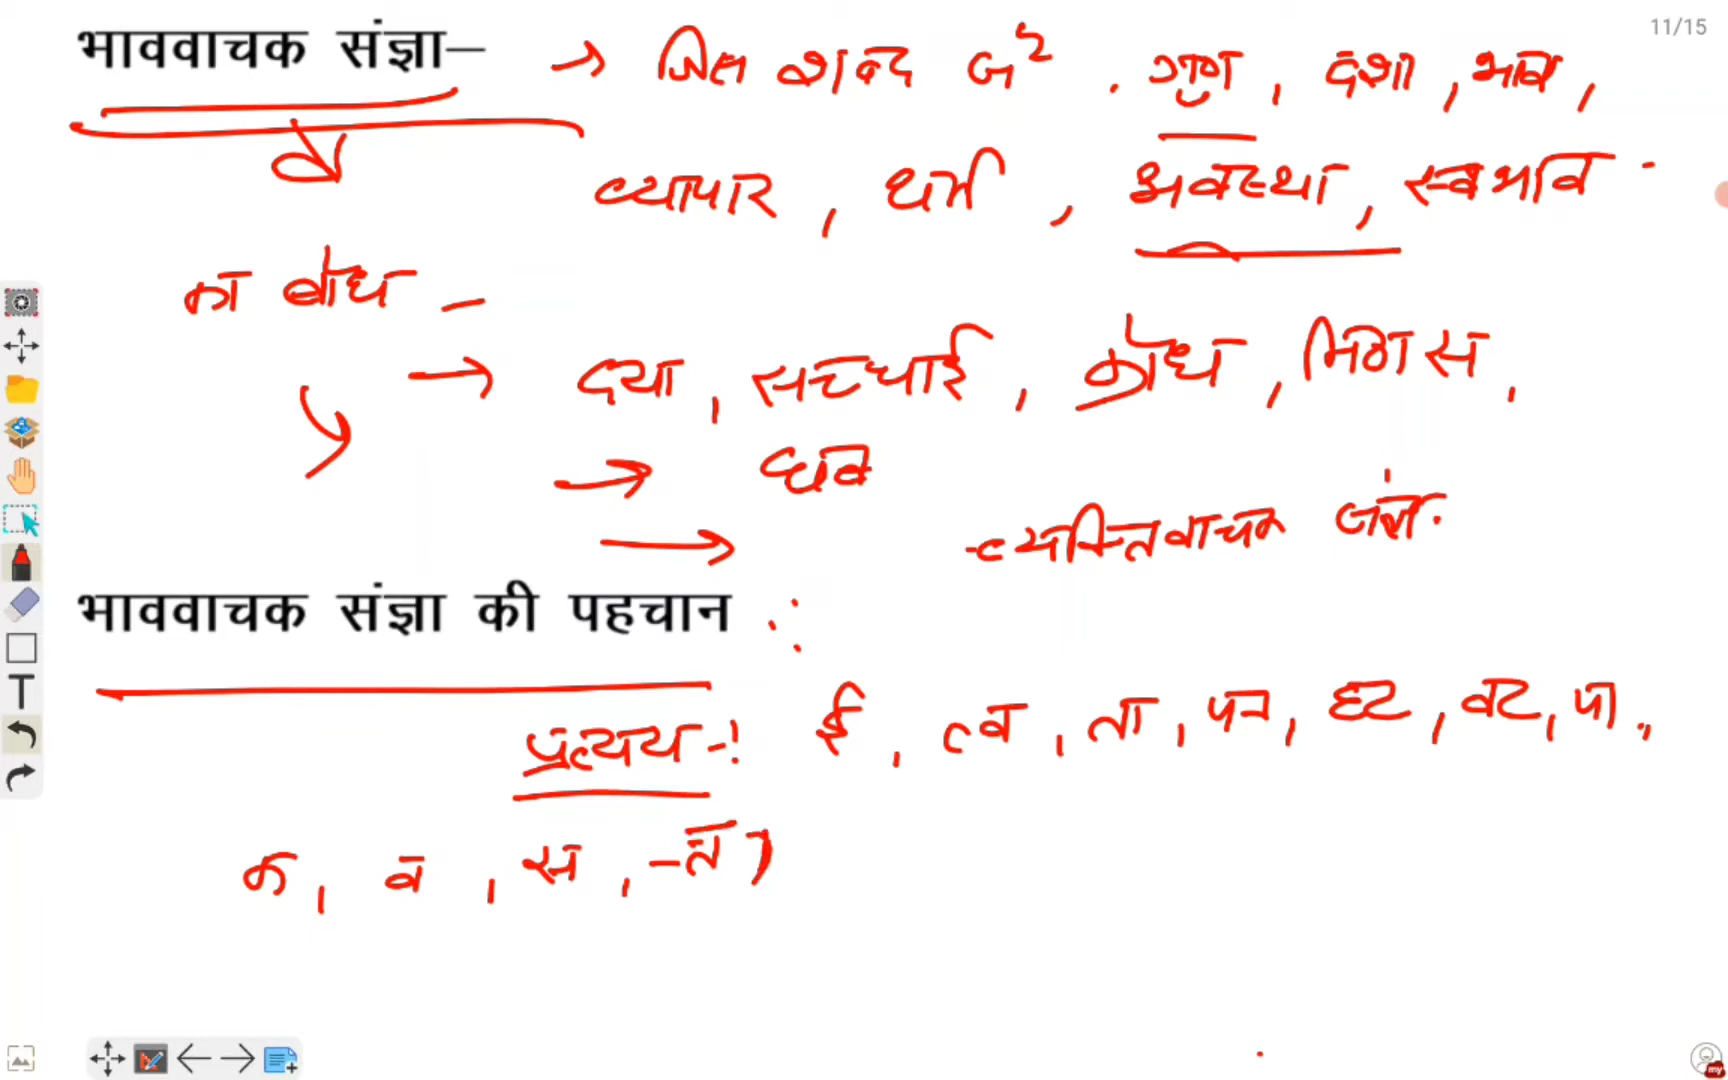 11/15
भाववाचक संज्ञा— → जिस शब्द से . गुण, दशा, भाव,
व्यापार, धर्म, अवस्था, स्वभाव
का बोध -
→ दया, सच्चाई, क्रोध, मिठास,
→
→ व्यक्तिवाचक संज्ञा.
भाववाचक संज्ञा की पहचान :
प्रत्यय -: ई, त्व, ता, पन, हट, वट, पा,
क, व, स, -त)